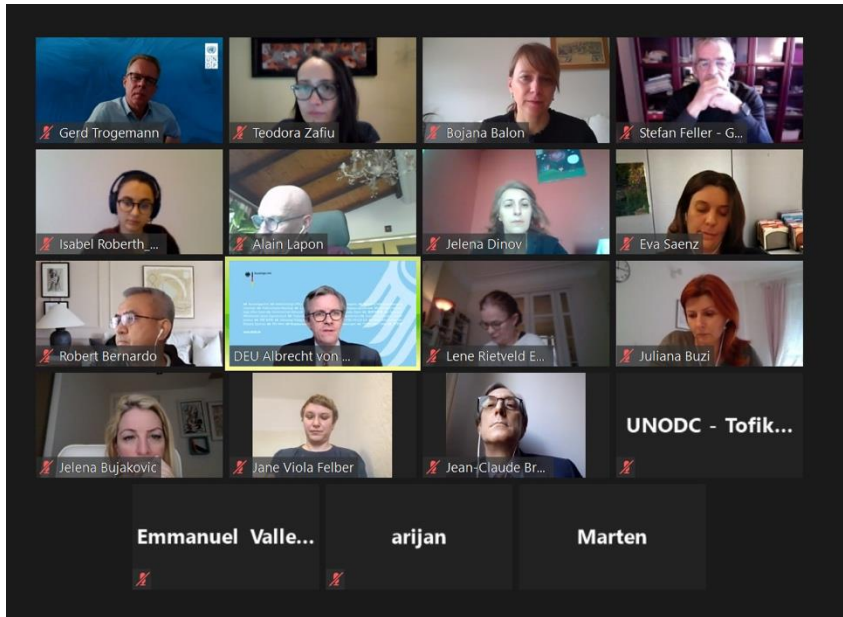 Gerd Trogemann
Teodora Zafiu
Bojana Balon
Stefan Feller - G...
Isabel Roberth_...
Alain Lapon
Jelena Dinov
Eva Saenz
Robert Bernardo
DEU Albrecht von ...
Lene Rietveld E...
Juliana Buzi
Jelena Bujakovic
Jane Viola Felber
Jean-Claude Br...
UNODC - Tofik...
Emmanuel Valle...
arijan
Marten